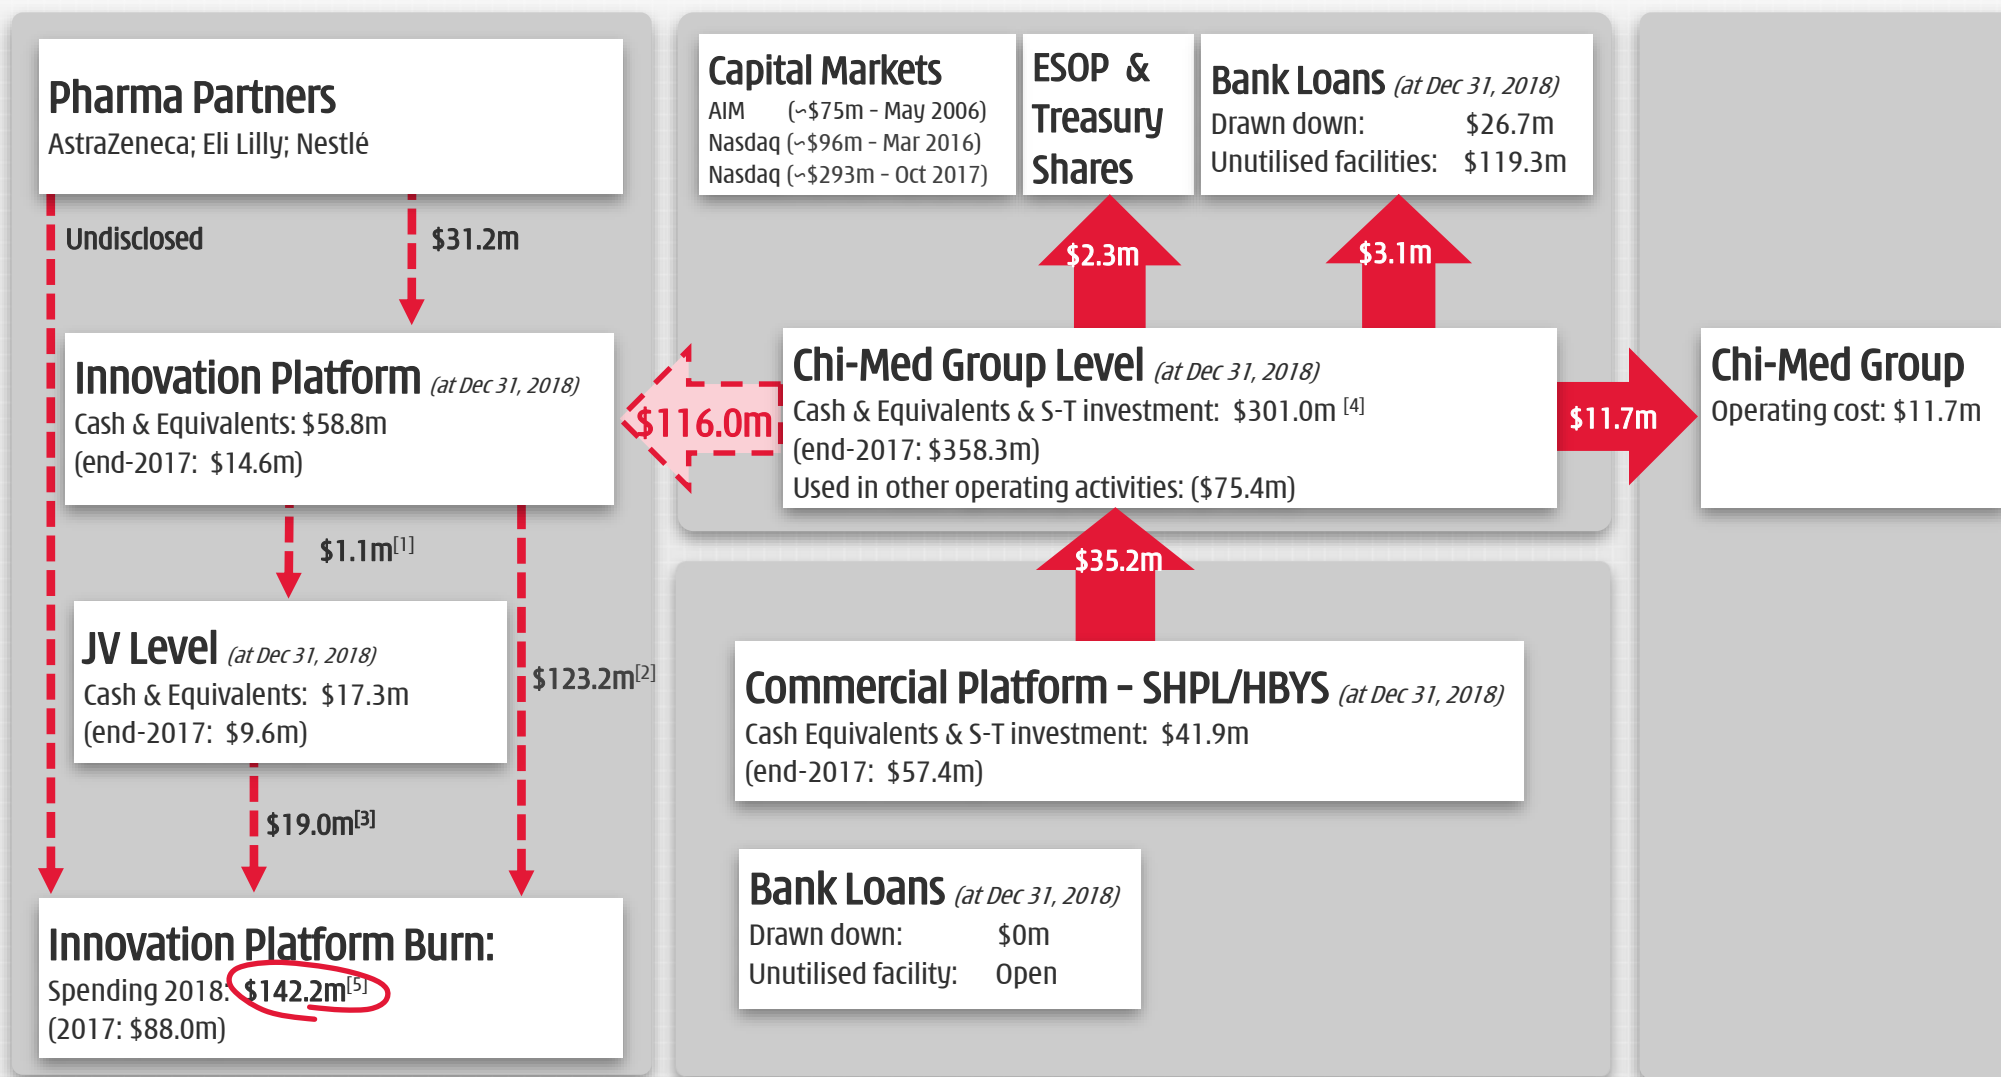 Pharma Partners
AstraZeneca; Eli Lilly; Nestlé
Undisclosed
$31.2m
Innovation Platform (at Dec 31, 2018)
Cash & Equivalents: $58.8m
(end-2017: $14.6m)
$1.1m[1]
JV Level (at Dec 31, 2018)
Cash & Equivalents: $17.3m
(end-2017: $9.6m)
$123.2m[2]
$19.0m[3]
Innovation Platform Burn:
Spending 2018: $142.2m[5]
(2017: $88.0m)
Capital Markets
AIM (~$75m – May 2006)
Nasdaq (~$96m – Mar 2016)
Nasdaq (~$293m – Oct 2017)
ESOP &
Treasury
Shares
Bank Loans (at Dec 31, 2018)
Drawn down: $26.7m
Unutilised facilities: $119.3m
$2.3m
$3.1m
$116.0m
Chi-Med Group Level (at Dec 31, 2018)
Cash & Equivalents & S-T investment: $301.0m [4]
(end-2017: $358.3m)
Used in other operating activities: ($75.4m)
$11.7m
Chi-Med Group
Operating cost: $11.7m
$35.2m
Commercial Platform – SHPL/HBYS (at Dec 31, 2018)
Cash Equivalents & S-T investment: $41.9m
(end-2017: $57.4m)
Bank Loans (at Dec 31, 2018)
Drawn down: $0m
Unutilised facility: Open